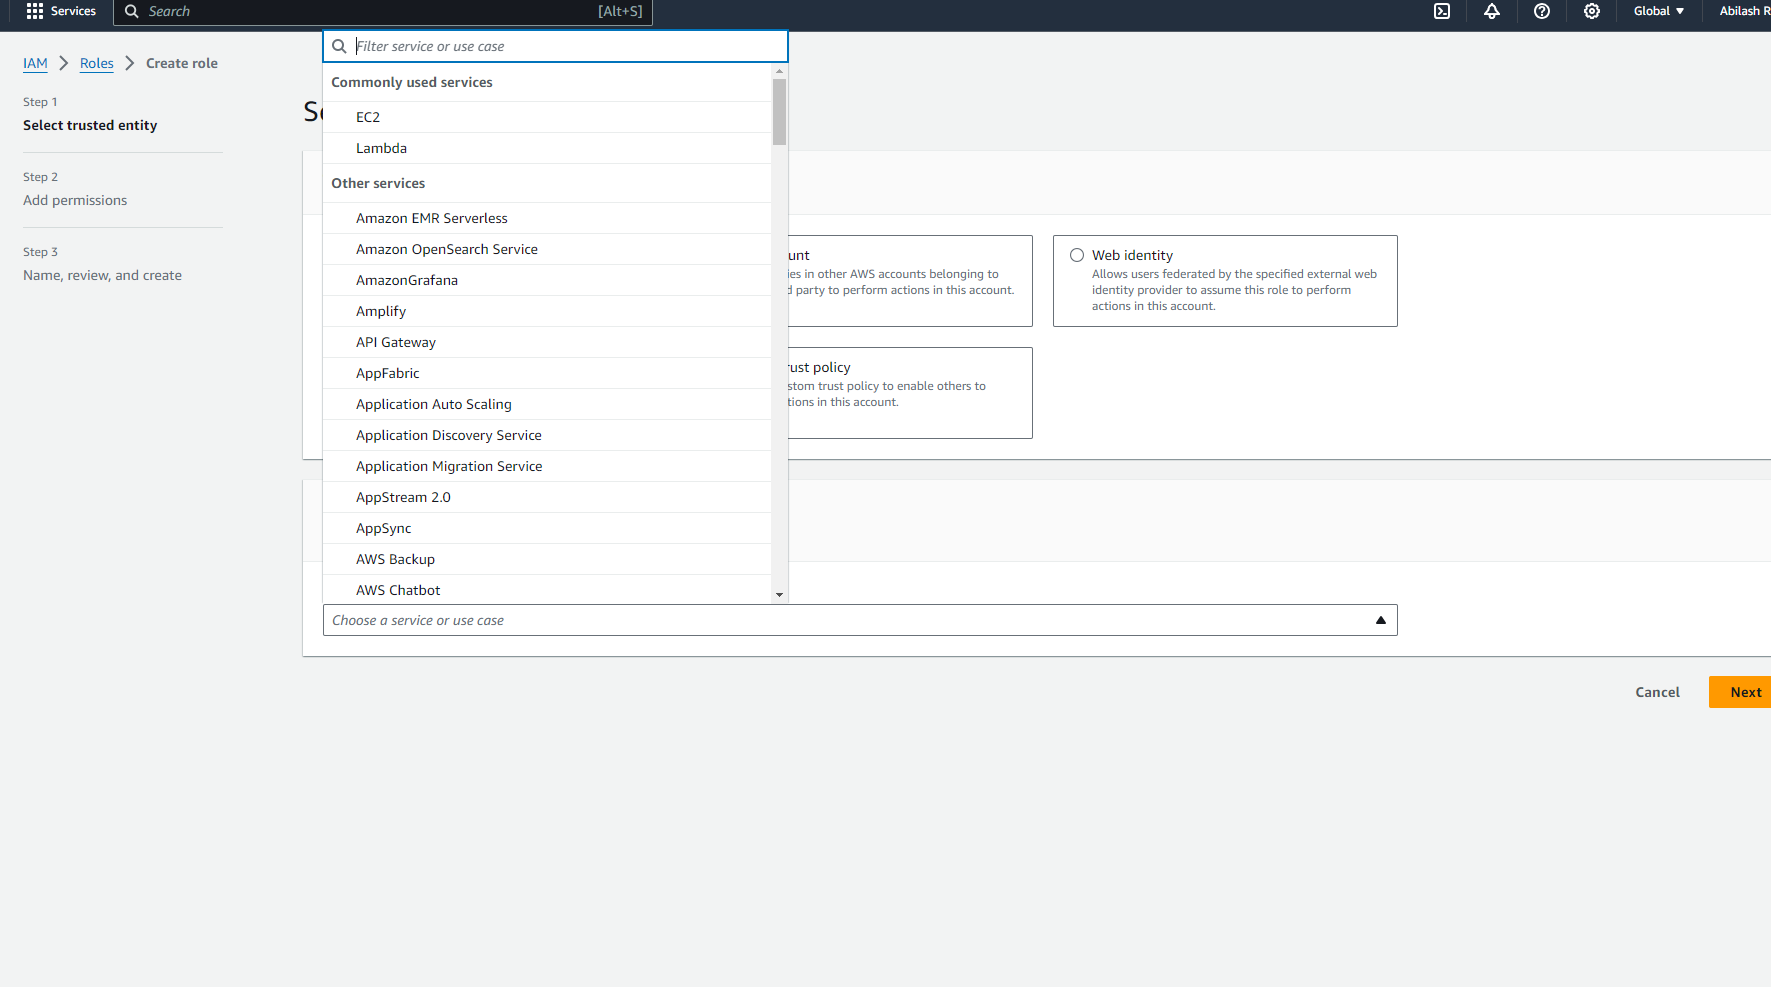 Services
Search
[Alt+S]
Global
Abilash R
IAM
Roles
Create role
Step 1
Select trusted entity
Step 2
Add permissions
Step 3
Name, review, and create
Filter service or use case
Commonly used services
EC2
Lambda
Other services
Amazon EMR Serverless
Amazon OpenSearch Service
AmazonGrafana
Amplify
API Gateway
AppFabric
Application Auto Scaling
Application Discovery Service
Application Migration Service
AppStream 2.0
AppSync
AWS Backup
AWS Chatbot
Choose a service or use case
unt
ies in other AWS accounts belonging to
d party to perform actions in this account.
Web identity
Allows users federated by the specified external web
identity provider to assume this role to perform
actions in this account.
rust policy
stom trust policy to enable others to
tions in this account.
Cancel
Next